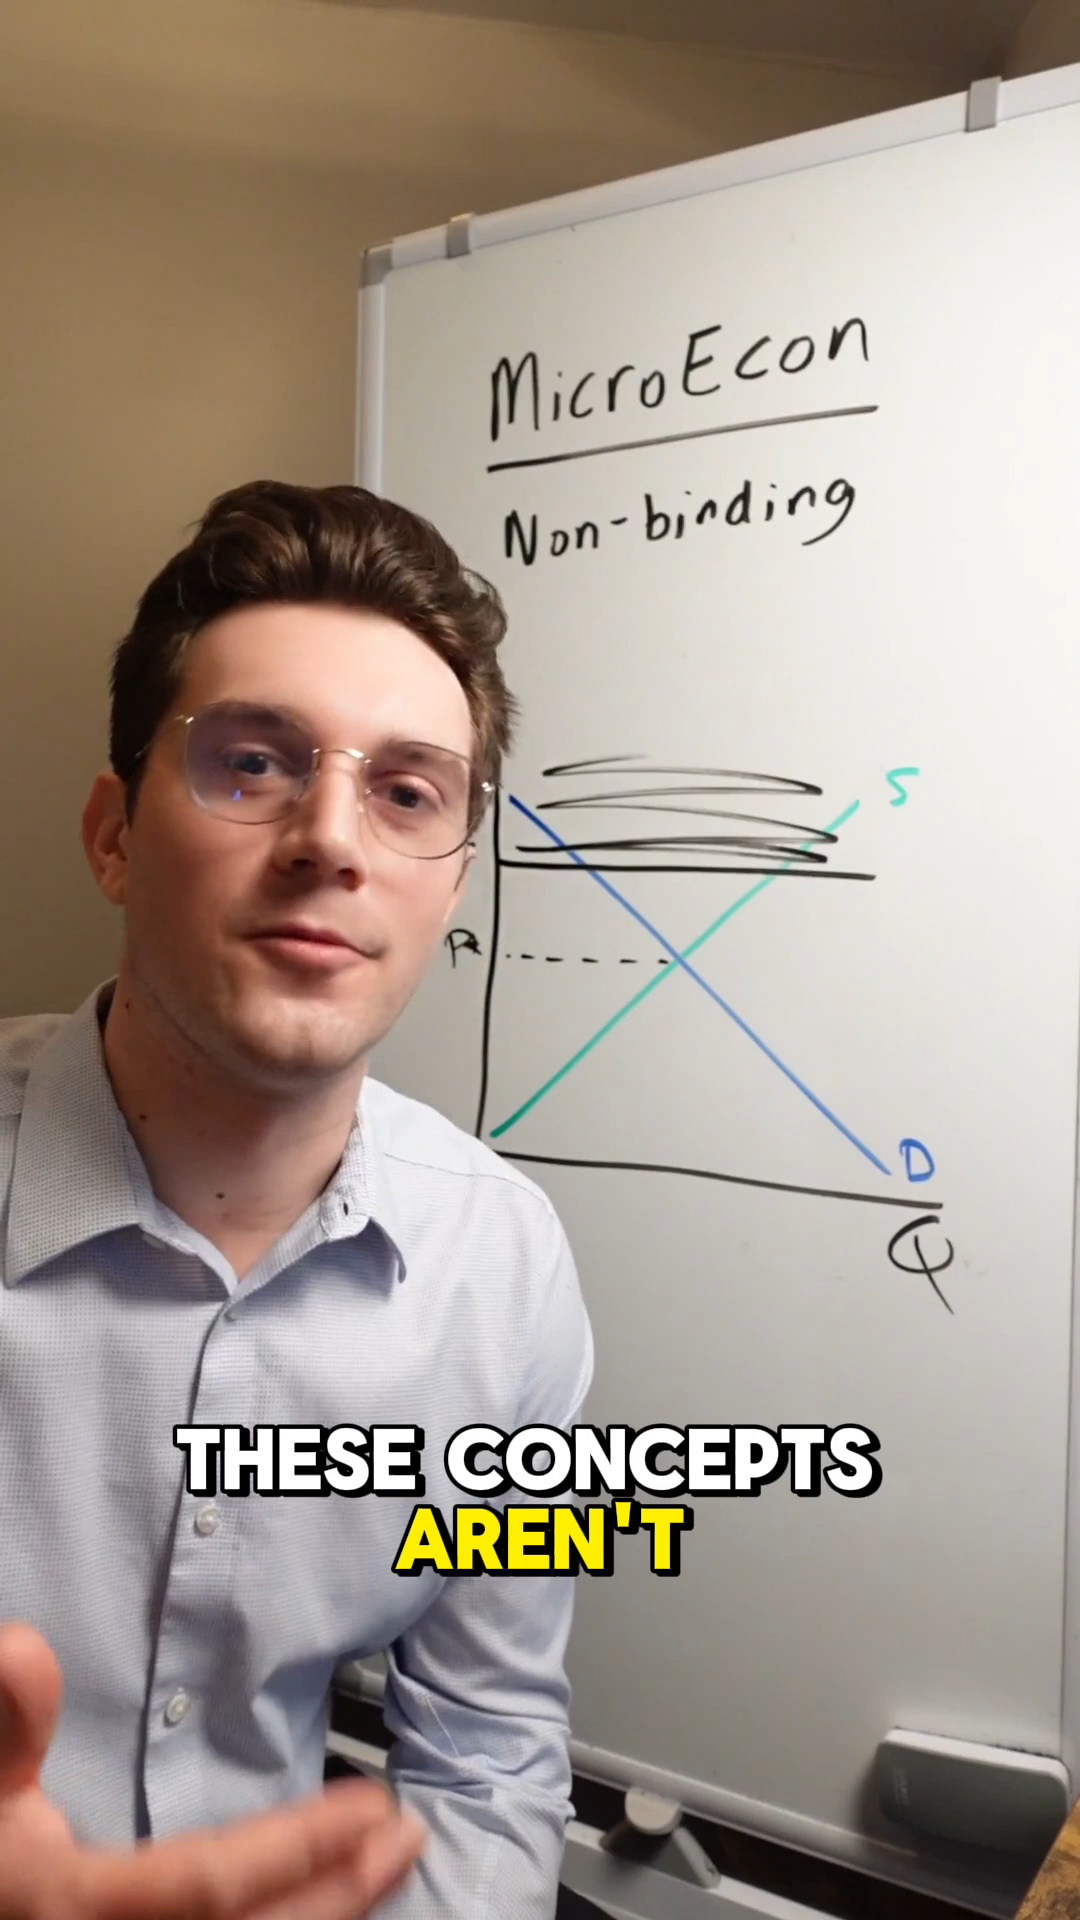 MicroEcon
Non-binding
S
P*
D
Q
THESE CONCEPTS
AREN'T